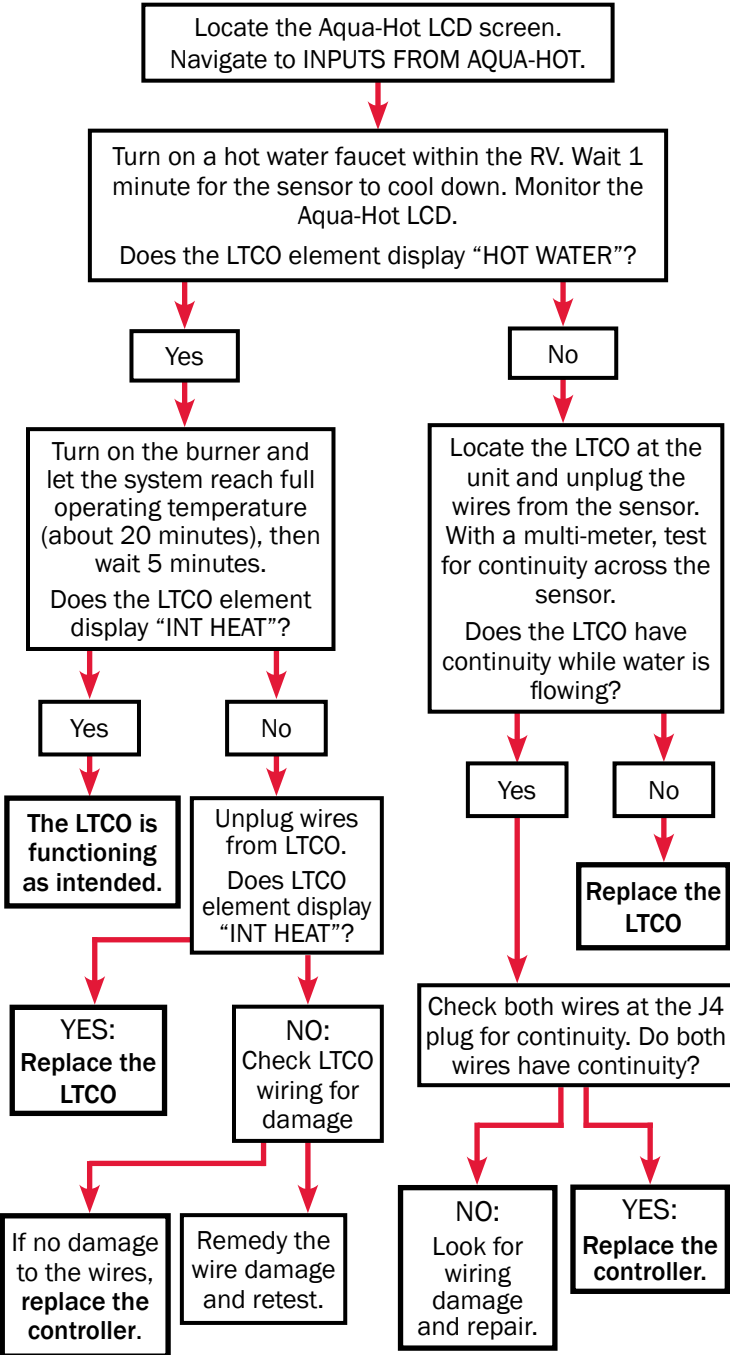 Locate the Aqua-Hot LCD screen.
Navigate to INPUTS FROM AQUA-HOT.
Turn on a hot water faucet within the RV. Wait 1
minute for the sensor to cool down. Monitor the
Aqua-Hot LCD.
Does the LTCO element display “HOT WATER”?
Yes
No
Turn on the burner and
let the system reach full
operating temperature
(about 20 minutes), then
wait 5 minutes.
Does the LTCO element
display “INT HEAT”?
Locate the LTCO at the
unit and unplug the
wires from the sensor.
With a multi-meter, test
for continuity across the
sensor.
Does the LTCO have
continuity while water is
flowing?
Yes
No
Yes
No
The LTCO is
functioning
as intended.
Unplug wires
from LTCO.
Does LTCO
element display
“INT HEAT”?
Replace the
LTCO
YES:
Replace the
LTCO
NO:
Check LTCO
wiring for
damage
Check both wires at the J4
plug for continuity. Do both
wires have continuity?
If no damage
to the wires,
replace the
controller.
Remedy the
wire damage
and retest.
NO:
Look for
wiring
damage
and repair.
YES:
Replace the
controller.